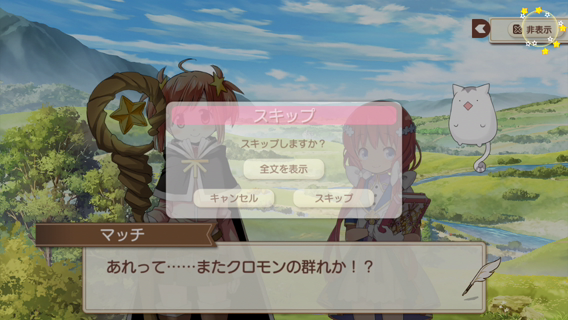 非表示
スキップ
スキップしますか？
全文を表示
キャンセル
スキップ
マッチ
あれって……またクロモンの群れか！？